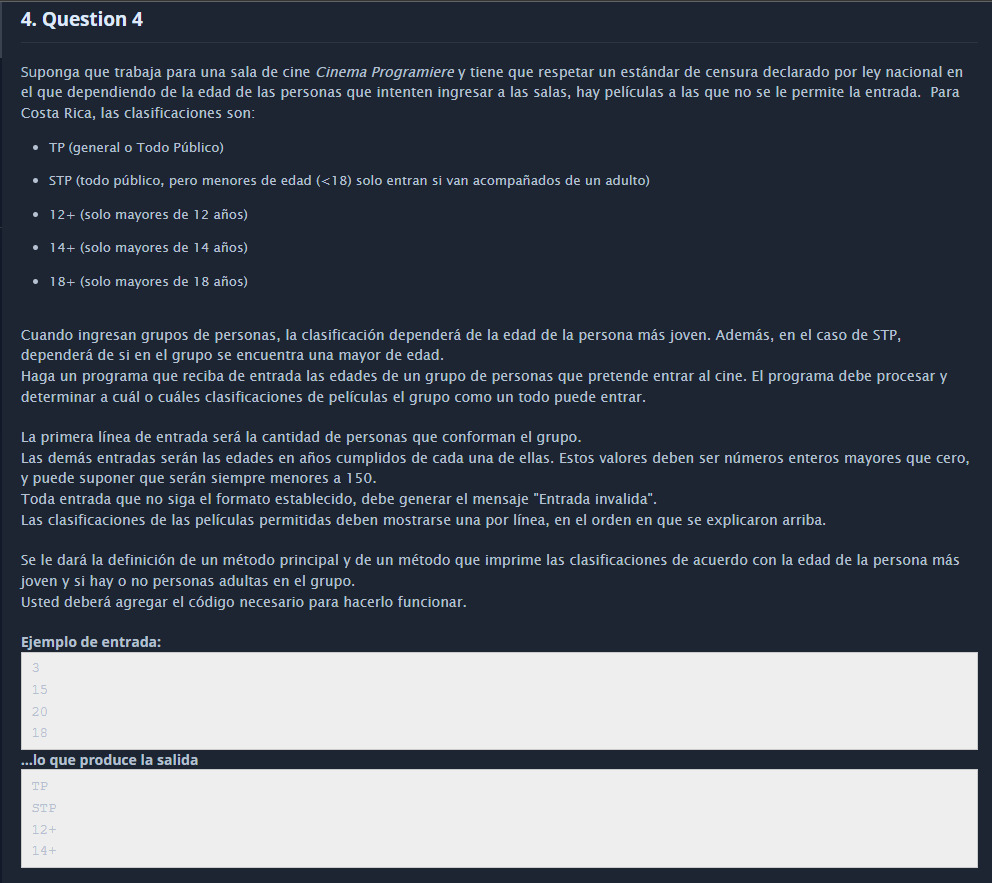 4. Question 4
Suponga que trabaja para una sala de cine Cinema Programiere y tiene que respetar un estándar de censura declarado por ley nacional en
el que dependiendo de la edad de las personas que intenten ingresar a las salas, hay películas a las que no se le permite la entrada.  Para
Costa Rica, las clasificaciones son:
• TP (general o Todo Público)
• STP (todo público, pero menores de edad (<18) solo entran si van acompañados de un adulto)
• 12+ (solo mayores de 12 años)
• 14+ (solo mayores de 14 años)
• 18+ (solo mayores de 18 años)
Cuando ingresan grupos de personas, la clasificación dependerá de la edad de la persona más joven. Además, en el caso de STP,
dependerá de si en el grupo se encuentra una mayor de edad.
Haga un programa que reciba de entrada las edades de un grupo de personas que pretende entrar al cine. El programa debe procesar y
determinar a cuál o cuáles clasificaciones de películas el grupo como un todo puede entrar.
La primera línea de entrada será la cantidad de personas que conforman el grupo.
Las demás entradas serán las edades en años cumplidos de cada una de ellas. Estos valores deben ser números enteros mayores que cero,
y puede suponer que serán siempre menores a 150.
Toda entrada que no siga el formato establecido, debe generar el mensaje "Entrada invalida".
Las clasificaciones de las películas permitidas deben mostrarse una por línea, en el orden en que se explicaron arriba.
Se le dará la definición de un método principal y de un método que imprime las clasificaciones de acuerdo con la edad de la persona más
joven y si hay o no personas adultas en el grupo.
Usted deberá agregar el código necesario para hacerlo funcionar.
Ejemplo de entrada:
3
15
20
18
...lo que produce la salida
TP
STP
12+
14+